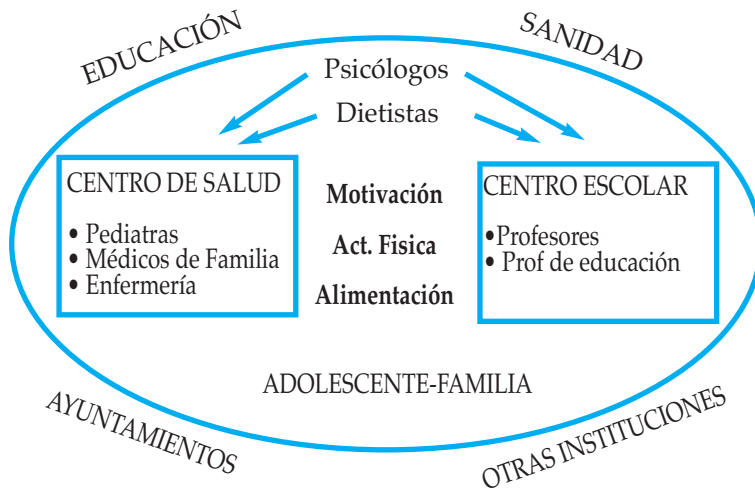 EDUCACIÓN
SANIDAD
Psicólogos
Dietistas
CENTRO DE SALUD
• Pediatras
• Médicos de Familia
• Enfermería
Motivación
Act. Fisica
Alimentación
CENTRO ESCOLAR
•Profesores
• Prof de educación
ADOLESCENTE-FAMILIA
AYUNTAMIENTOS
OTRAS INSTITUCIONES